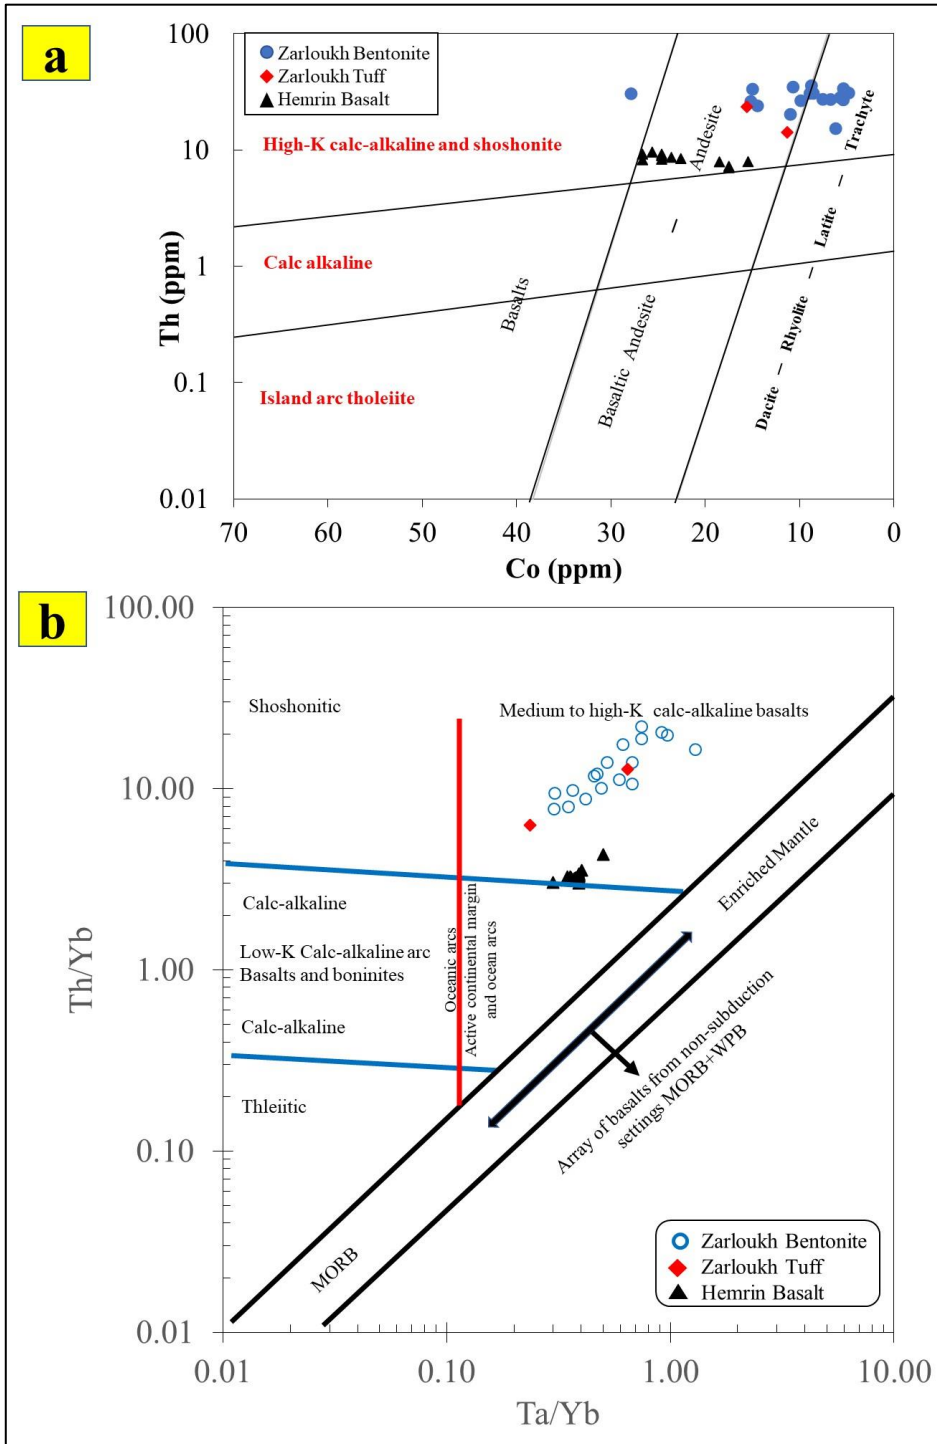 a
100
10
1
0.1
0.01
Th (ppm)
Zarloukh Bentonite
Zarloukh Tuff
Hemrin Basalt
High-K calc-alkaline and shoshonite
Calc alkaline
Island arc tholeiite
Basalts
Basaltic Andesite — Andesite
Dacite — Rhyolite — Latite — Trachyte
70
60
50
40
30
20
10
0
Co (ppm)
b
100.00
10.00
1.00
0.10
0.01
Th/Yb
Shoshonitic
Medium to high-K calc-alkaline basalts
Calc-alkaline
Low-K Calc-alkaline arc
Basalts and boninites
Calc-alkaline
Thleiitic
Oceanic arcs
Active continental margin
and ocean arcs
Enriched Mantle
Array of basalts from non-subduction
settings MORB+WPB
MORB
Zarloukh Bentonite
Zarloukh Tuff
Hemrin Basalt
0.01
0.10
1.00
10.00
Ta/Yb